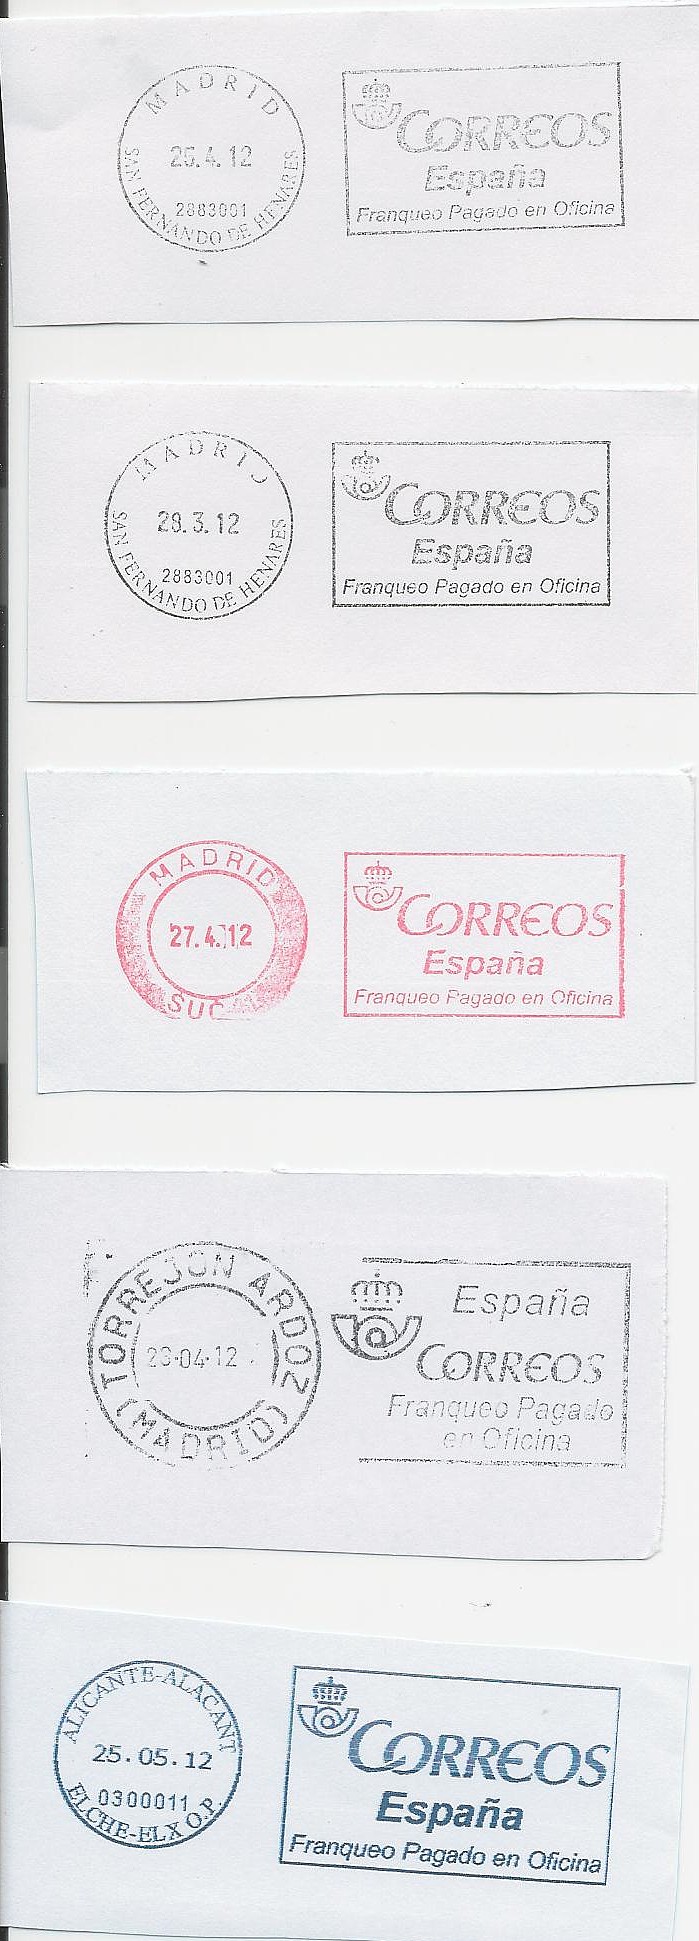 MADRID
25.4.12
2883001
SAN FERNANDO DE HENARES
CORREOS
España
Franqueo Pagado en Oficina
MADRID
28.3.12
2883001
SAN FERNANDO DE HENARES
CORREOS
España
Franqueo Pagado en Oficina
MADRID
27.4.12
SUC
CORREOS
España
Franqueo Pagado en Oficina
TORREJON ARDOZ
(MADRID)
España
CORREOS
Franqueo Pagado
en Oficina
ALICANTE-ALACANT
25.05.12
0300011
ELCHE-ELX O.P.
CORREOS
España
Franqueo Pagado en Oficina